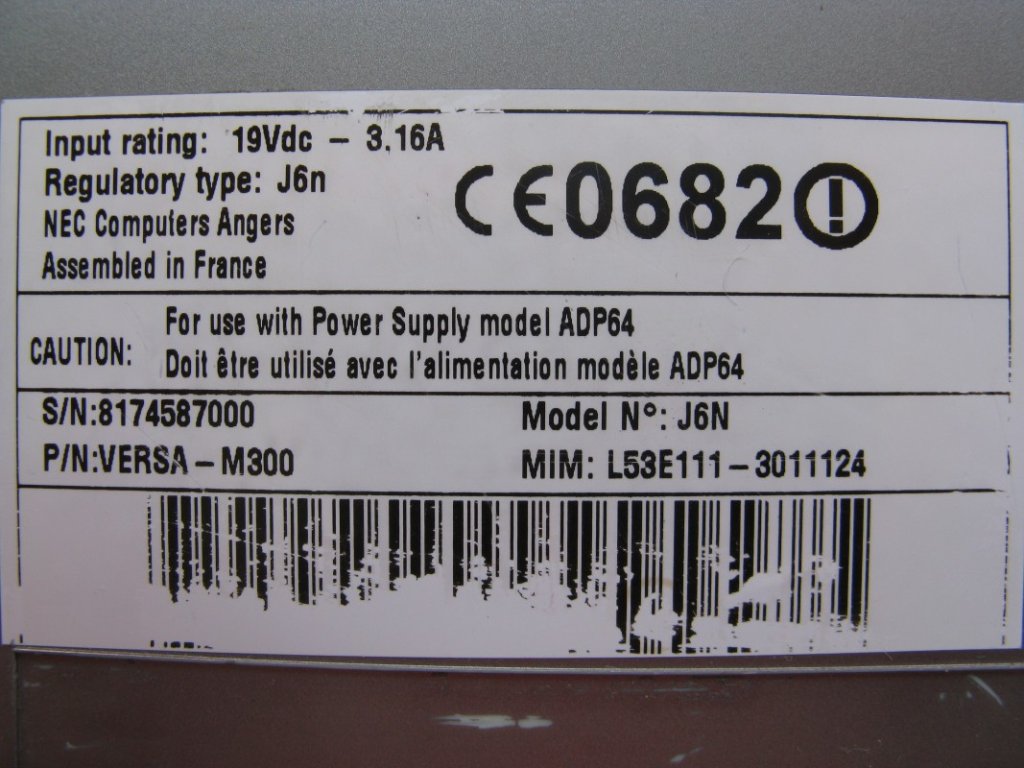 Input rating: 19Vdc – 3.16A
Regulatory type: J6n
NEC Computers Angers
Assembled in France
CE0682
CAUTION:
For use with Power Supply model ADP64
Doit être utilisé avec l'alimentation modèle ADP64
S/N:8174587000 Model N°: J6N
P/N:VERSA – M300 MIM: L53E111 – 3011124